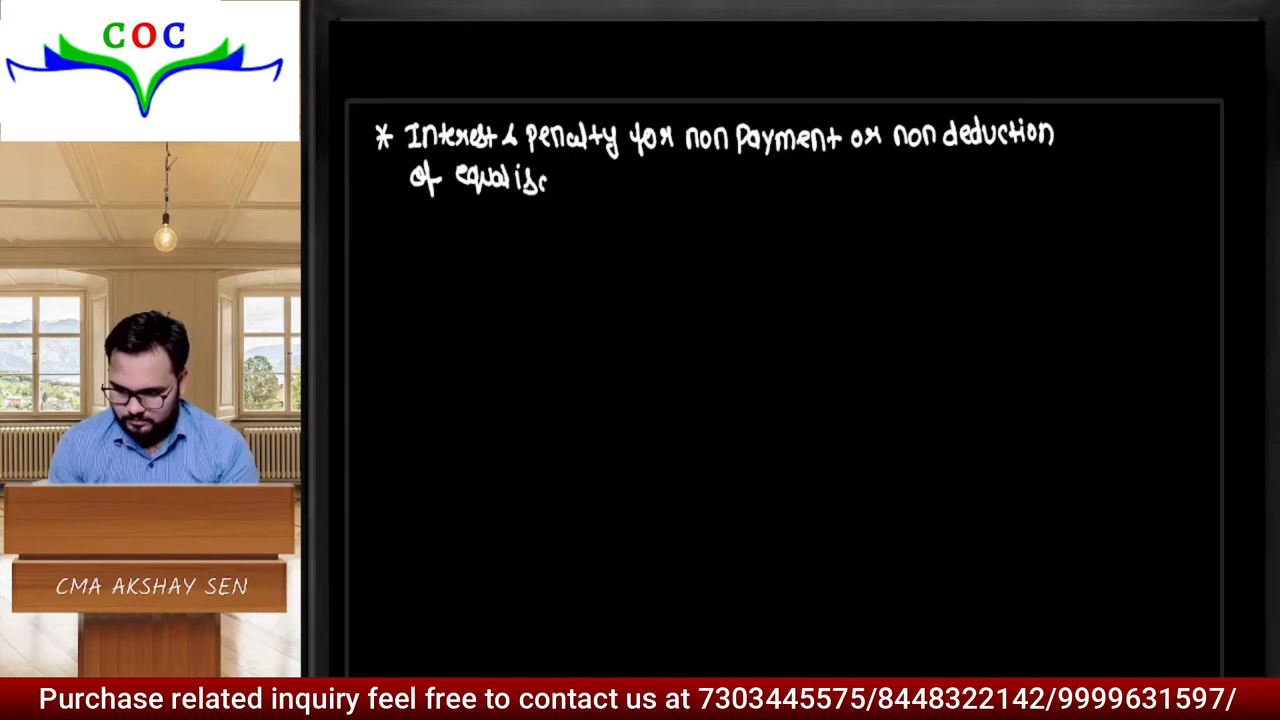 COC
* Interest & penalty for non payment or non deduction
of equalisa
CMA AKSHAY SEN
Purchase related inquiry feel free to contact us at 7303445575/8448322142/9999631597/